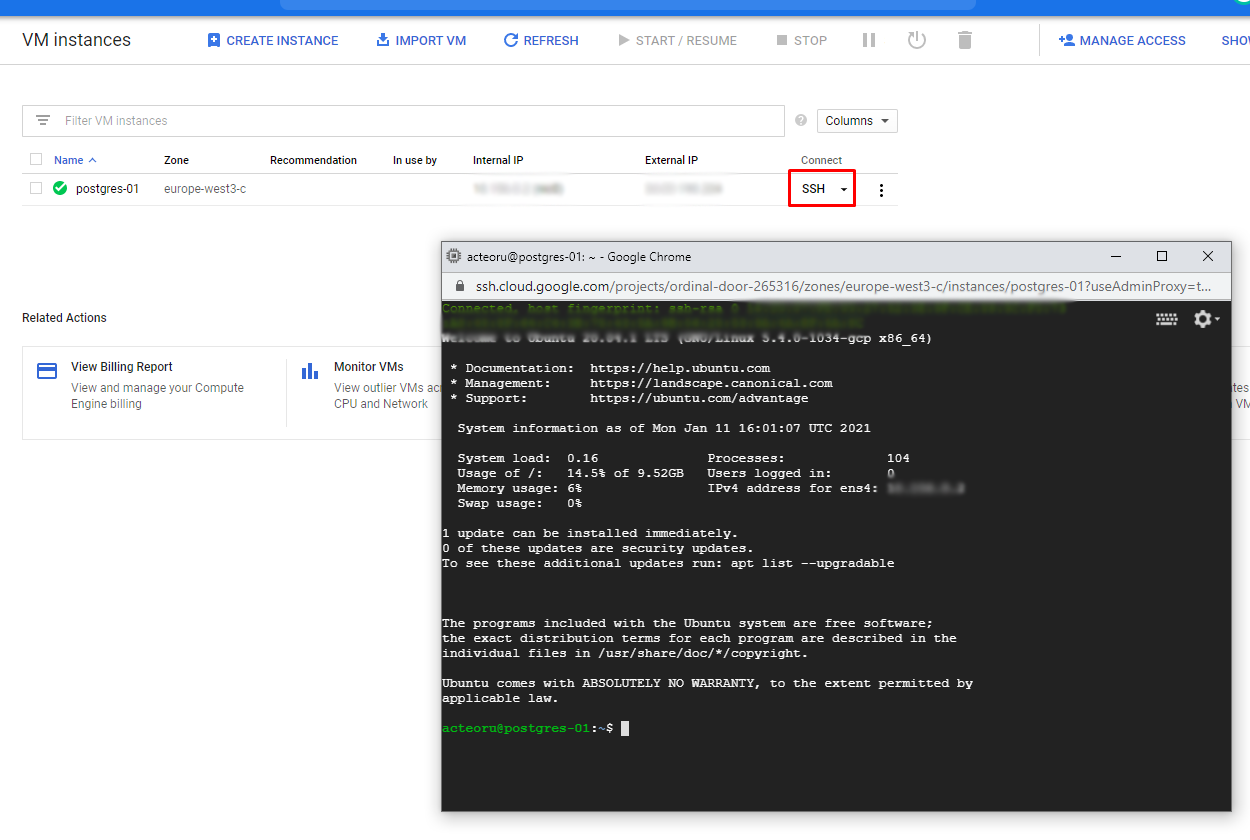 VM instances CREATE INSTANCE IMPORT VM REFRESH START / RESUME STOP MANAGE ACCESS SHOW
Filter VM instances Columns
Name Zone Recommendation In use by Internal IP External IP Connect
postgres-01 europe-west3-c SSH
Related Actions
View Billing Report
View and manage your Compute
Engine billing
Monitor VMs
View outlier VMs
CPU and Network
acteoru@postgres-01: ~ - Google Chrome
ssh.cloud.google.com/projects/ordinal-door-265316/zones/europe-west3-c/instances/postgres-01?useAdminProxy=t...
Connected, host fingerprint: ssh-rsa 0
Welcome to Ubuntu 20.04.1 LTS (GNU/Linux 5.4.0-1034-gcp x86_64)
* Documentation: https://help.ubuntu.com
* Management: https://landscape.canonical.com
* Support: https://ubuntu.com/advantage
System information as of Mon Jan 11 16:01:07 UTC 2021
System load: 0.16 Processes: 104
Usage of /: 14.5% of 9.52GB Users logged in: 0
Memory usage: 6% IPv4 address for ens4:
Swap usage: 0%
1 update can be installed immediately.
0 of these updates are security updates.
To see these additional updates run: apt list --upgradable
The programs included with the Ubuntu system are free software;
the exact distribution terms for each program are described in the
individual files in /usr/share/doc/*/copyright.
Ubuntu comes with ABSOLUTELY NO WARRANTY, to the extent permitted by
applicable law.
acteoru@postgres-01:~$